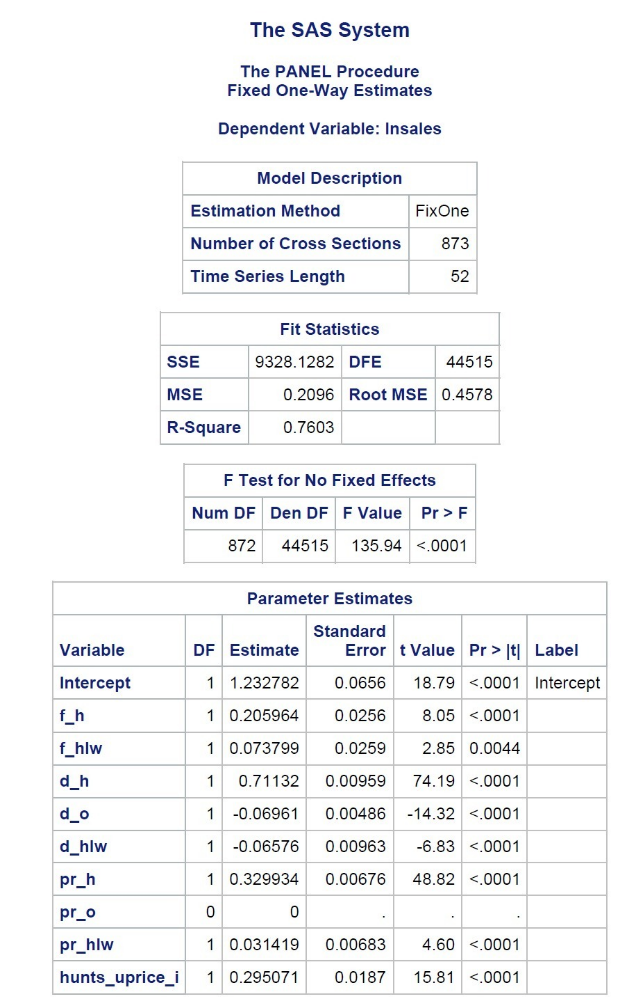 The SAS System
The PANEL Procedure
Fixed One-Way Estimates
Dependent Variable: lnsales
Model Description
Estimation Method FixOne
Number of Cross Sections 873
Time Series Length 52
Fit Statistics
SSE 9328.1282 DFE 44515
MSE 0.2096 Root MSE 0.4578
R-Square 0.7603
F Test for No Fixed Effects
Num DF Den DF F Value Pr > F
872 44515 135.94 <.0001
Parameter Estimates
Variable DF Estimate Standard Error t Value Pr > |t| Label
Intercept 1 1.232782 0.0656 18.79 <.0001 Intercept
f_h 1 0.205964 0.0256 8.05 <.0001
f_hlw 1 0.073799 0.0259 2.85 0.0044
d_h 1 0.71132 0.00959 74.19 <.0001
d_o 1 -0.06961 0.00486 -14.32 <.0001
d_hlw 1 -0.06576 0.00963 -6.83 <.0001
pr_h 1 0.329934 0.00676 48.82 <.0001
pr_o 0 0 . . .
pr_hlw 1 0.031419 0.00683 4.60 <.0001
hunts_uprice_i 1 0.295071 0.0187 15.81 <.0001